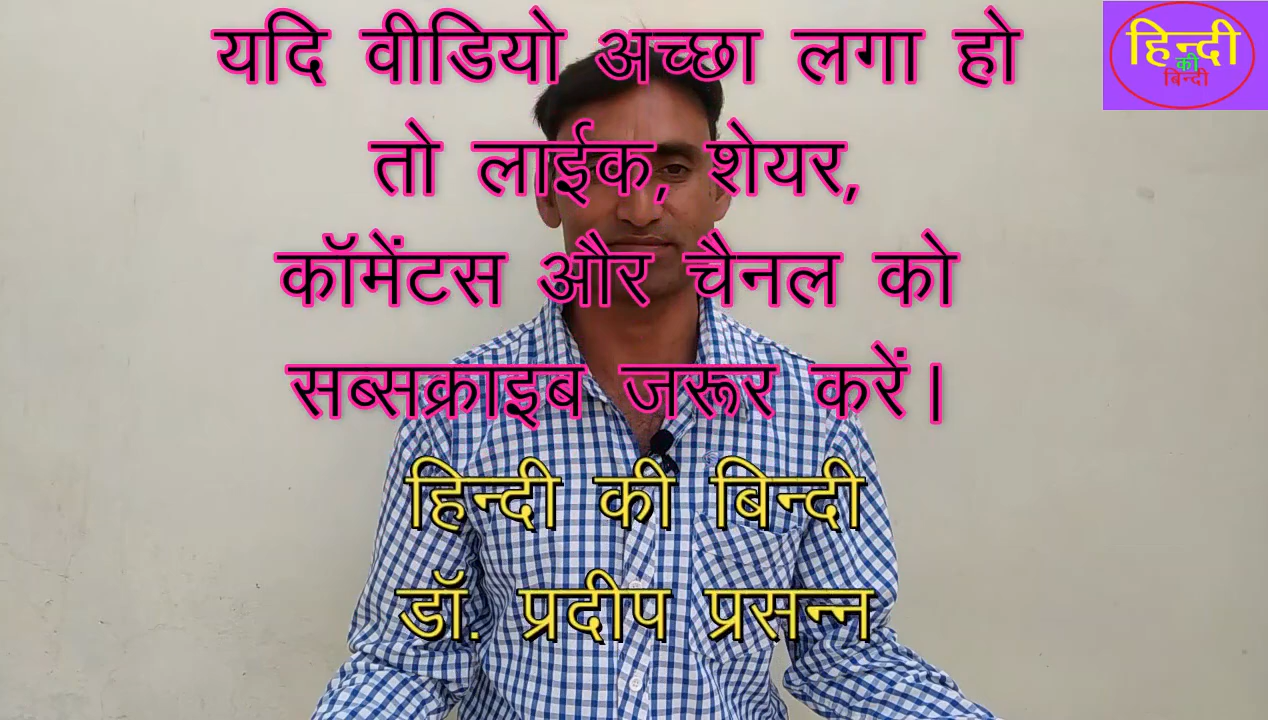 यदि वीडियो अच्छा लगा हो
तो लाईक, शेयर,
कॉमेंटस और चैनल को
सब्सक्राइब जरूर करें।
हिन्दी की बिन्दी
डॉ. प्रदीप प्रसन्न
हिन्दी
की
बिन्दी